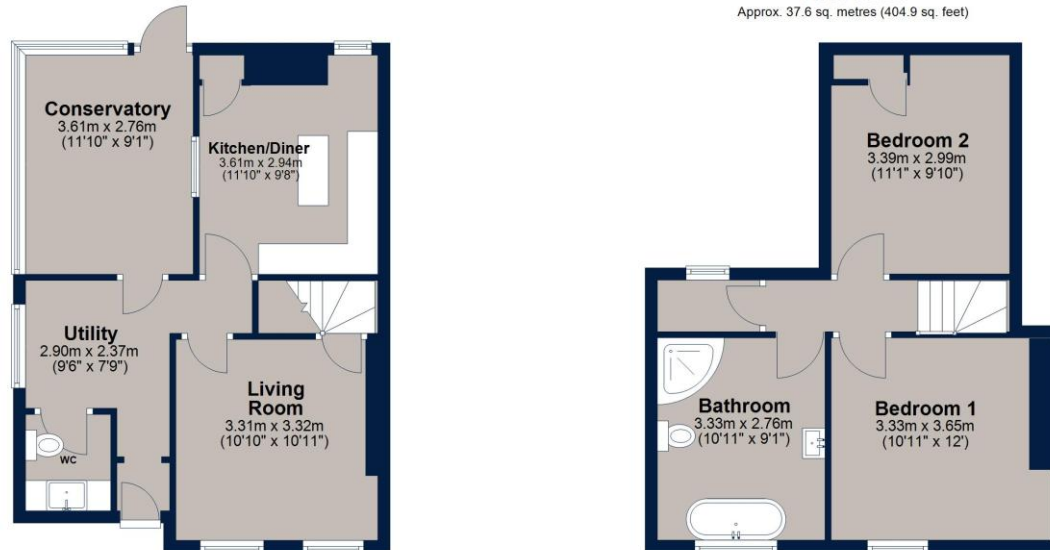 Approx. 37.6 sq. metres (404.9 sq. feet)
Conservatory
3.61m x 2.76m
(11'10" x 9'1")
Kitchen/Diner
3.61m x 2.94m
(11'10" x 9'8")
Utility
2.90m x 2.37m
(9'6" x 7'9")
Living
Room
3.31m x 3.32m
(10'10" x 10'11")
WC
Bedroom 2
3.39m x 2.99m
(11'1" x 9'10")
Bathroom
3.33m x 2.76m
(10'11" x 9'1")
Bedroom 1
3.33m x 3.65m
(10'11" x 12')